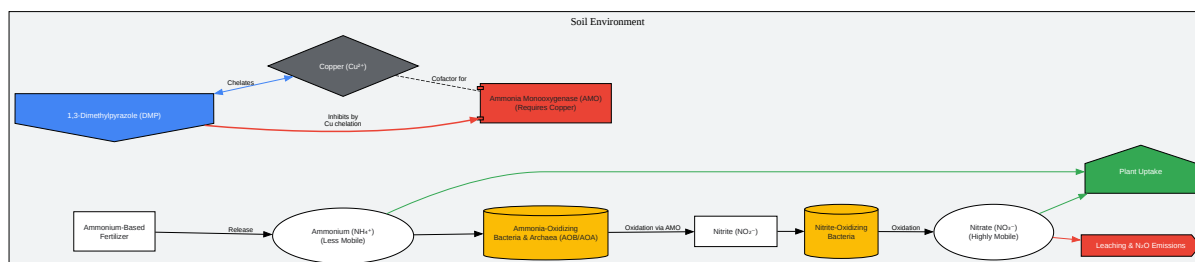 Soil Environment
Copper (Cu²⁺)
Chelates
Cofactor for
1,3-Dimethylpyrazole (DMP)
Ammonia Monooxygenase (AMO)
(Requires Copper)
Inhibits by
Cu chelation
Plant Uptake
Ammonium-Based
Fertilizer
Release
Ammonium (NH₄⁺)
(Less Mobile)
Ammonia-Oxidizing
Bacteria & Archaea (AOB/AOA)
Oxidation via AMO
Nitrite (NO₂⁻)
Nitrite-Oxidizing
Bacteria
Oxidation
Nitrate (NO₃⁻)
(Highly Mobile)
Leaching & N₂O Emissions